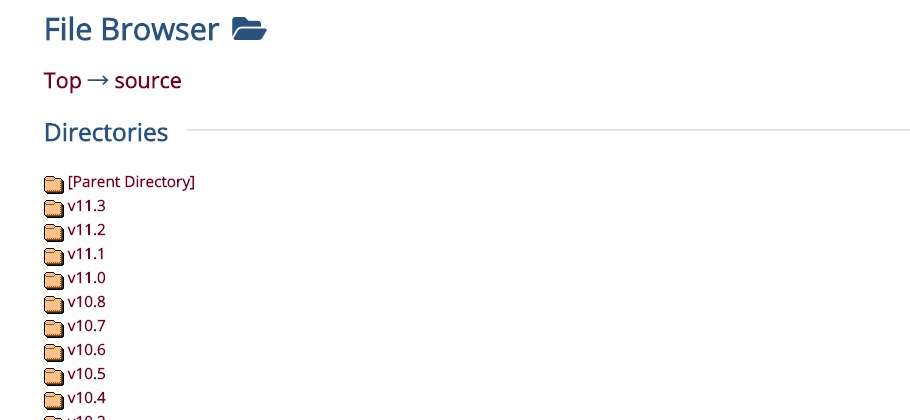 File Browser
Top → source
Directories
[Parent Directory]
v11.3
v11.2
v11.1
v11.0
v10.8
v10.7
v10.6
v10.5
v10.4